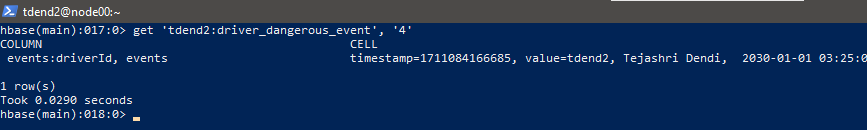 tdend2@node00:~
hbase(main):017:0> get 'tdend2:driver_dangerous_event', '4'
COLUMN CELL
events:driverId, events timestamp=1711084166685, value=tdend2, Tejashri Dendi, 2030-01-01 03:25:0
1 row(s)
Took 0.0290 seconds
hbase(main):018:0>